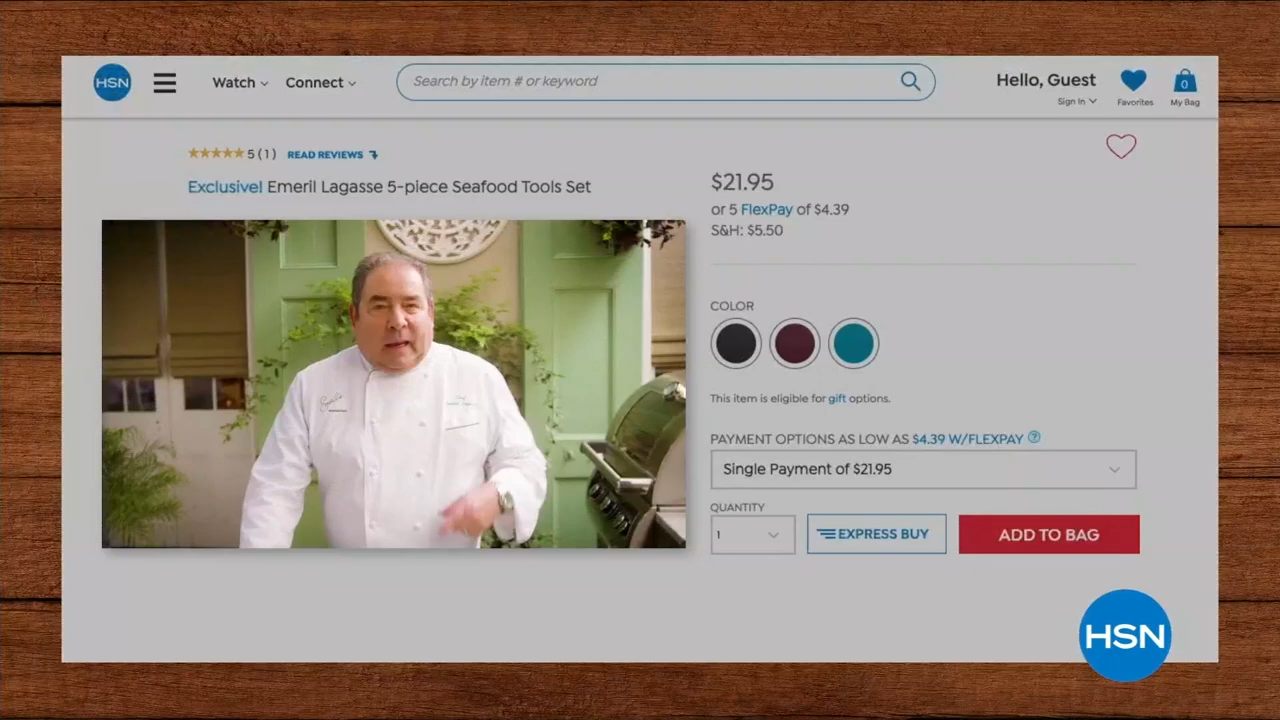 HSN
Watch
Connect
Search by item # or keyword
Hello, Guest
Sign In
Favorites
0
My Bag
5 (1) READ REVIEWS
Exclusive! Emeril Lagasse 5-piece Seafood Tools Set
$21.95
or 5 FlexPay of $4.39
S&H: $5.50
COLOR
This item is eligible for gift options.
PAYMENT OPTIONS AS LOW AS $4.39 W/FLEXPAY ?
Single Payment of $21.95
QUANTITY
1
EXPRESS BUY
ADD TO BAG
HSN